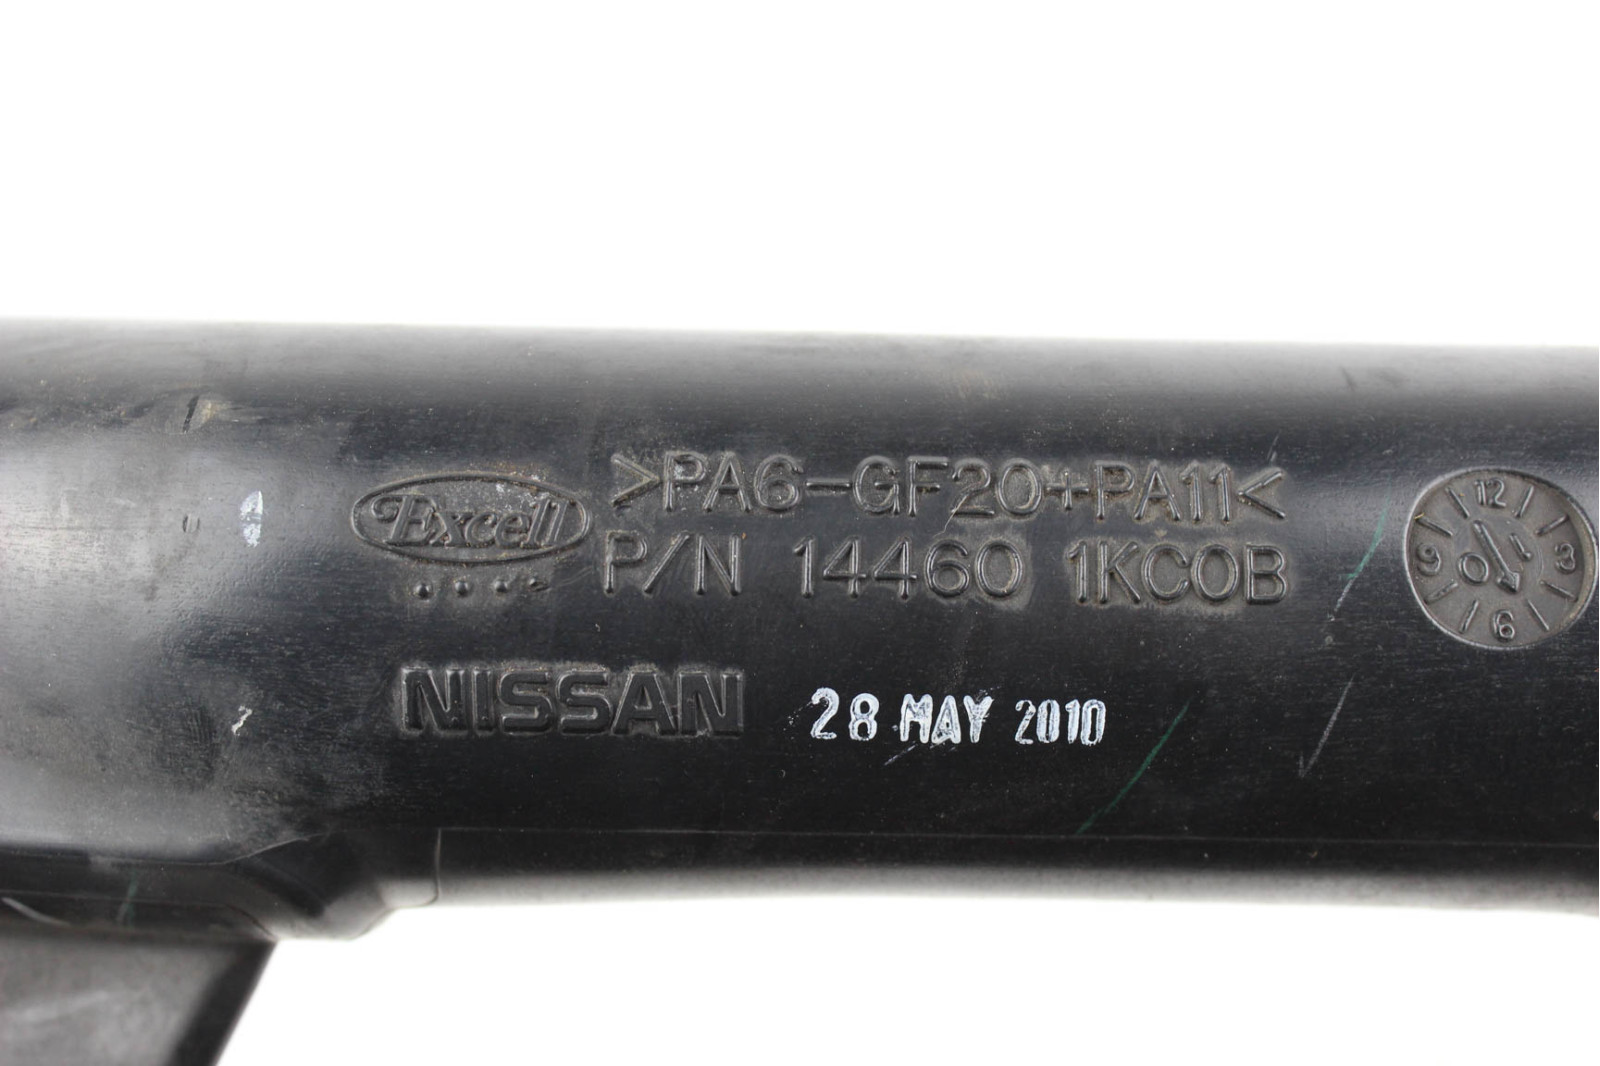 Excell
>PA6-GF20+PA11<
P/N 14460 1KC0B
NISSAN
28 MAY 2010
12
3
6
9